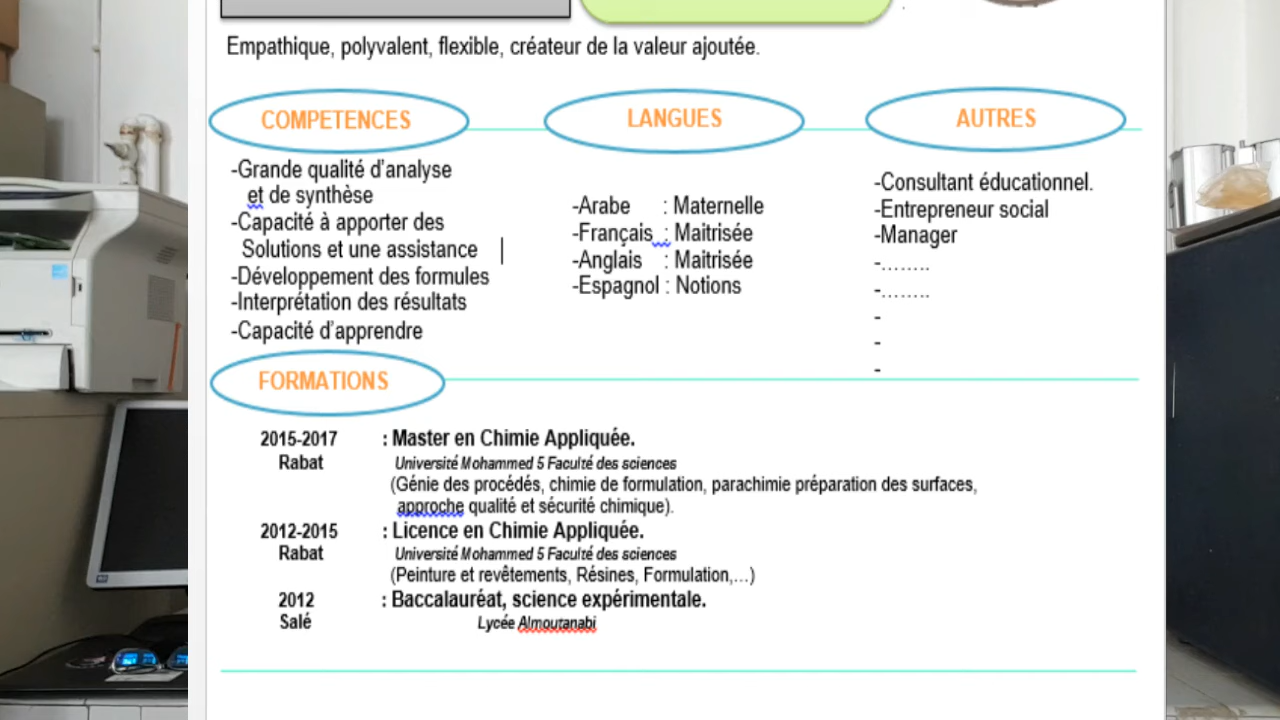 Empathique, polyvalent, flexible, créateur de la valeur ajoutée.
COMPETENCES
-Grande qualité d’analyse
et de synthèse
-Capacité à apporter des
Solutions et une assistance
-Développement des formules
-Interprétation des résultats
-Capacité d’apprendre
LANGUES
-Arabe : Maternelle
-Français : Maitrisée
-Anglais : Maitrisée
-Espagnol : Notions
AUTRES
-Consultant éducationnel.
-Entrepreneur social
-Manager
-........
-........
-
-
-
FORMATIONS
2015-2017 : Master en Chimie Appliquée.
Rabat Université Mohammed 5 Faculté des sciences
(Génie des procédés, chimie de formulation, parachimie préparation des surfaces,
approche qualité et sécurité chimique).
2012-2015 : Licence en Chimie Appliquée.
Rabat Université Mohammed 5 Faculté des sciences
(Peinture et revêtements, Résines, Formulation,…)
2012 : Baccalauréat, science expérimentale.
Salé Lycée Almoutanabi